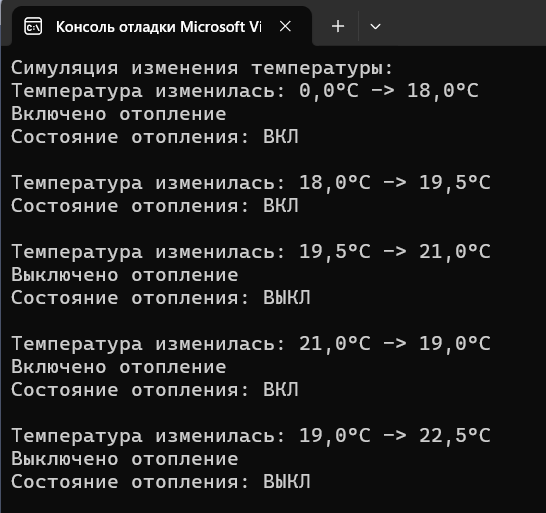 Консоль отладки Microsoft Vi
Симуляция изменения температуры:
Температура изменилась: 0,0°C -> 18,0°C
Включено отопление
Состояние отопления: ВКЛ
Температура изменилась: 18,0°C -> 19,5°C
Состояние отопления: ВКЛ
Температура изменилась: 19,5°C -> 21,0°C
Выключено отопление
Состояние отопления: ВЫКЛ
Температура изменилась: 21,0°C -> 19,0°C
Включено отопление
Состояние отопления: ВКЛ
Температура изменилась: 19,0°C -> 22,5°C
Выключено отопление
Состояние отопления: ВЫКЛ